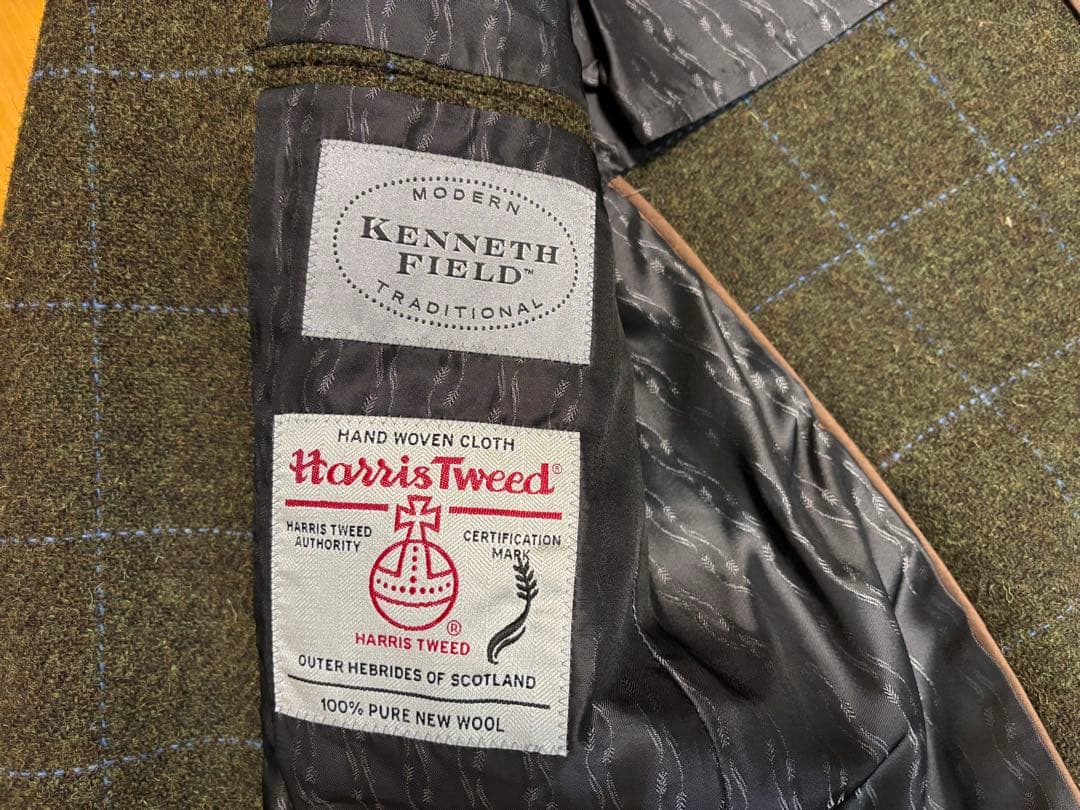 MODERN
KENNETH
FIELD™
TRADITIONAL
HAND WOVEN CLOTH
Harris Tweed®
HARRIS TWEED
AUTHORITY
CERTIFICATION
MARK
®
HARRIS TWEED
OUTER HEBRIDES OF SCOTLAND
100% PURE NEW WOOL